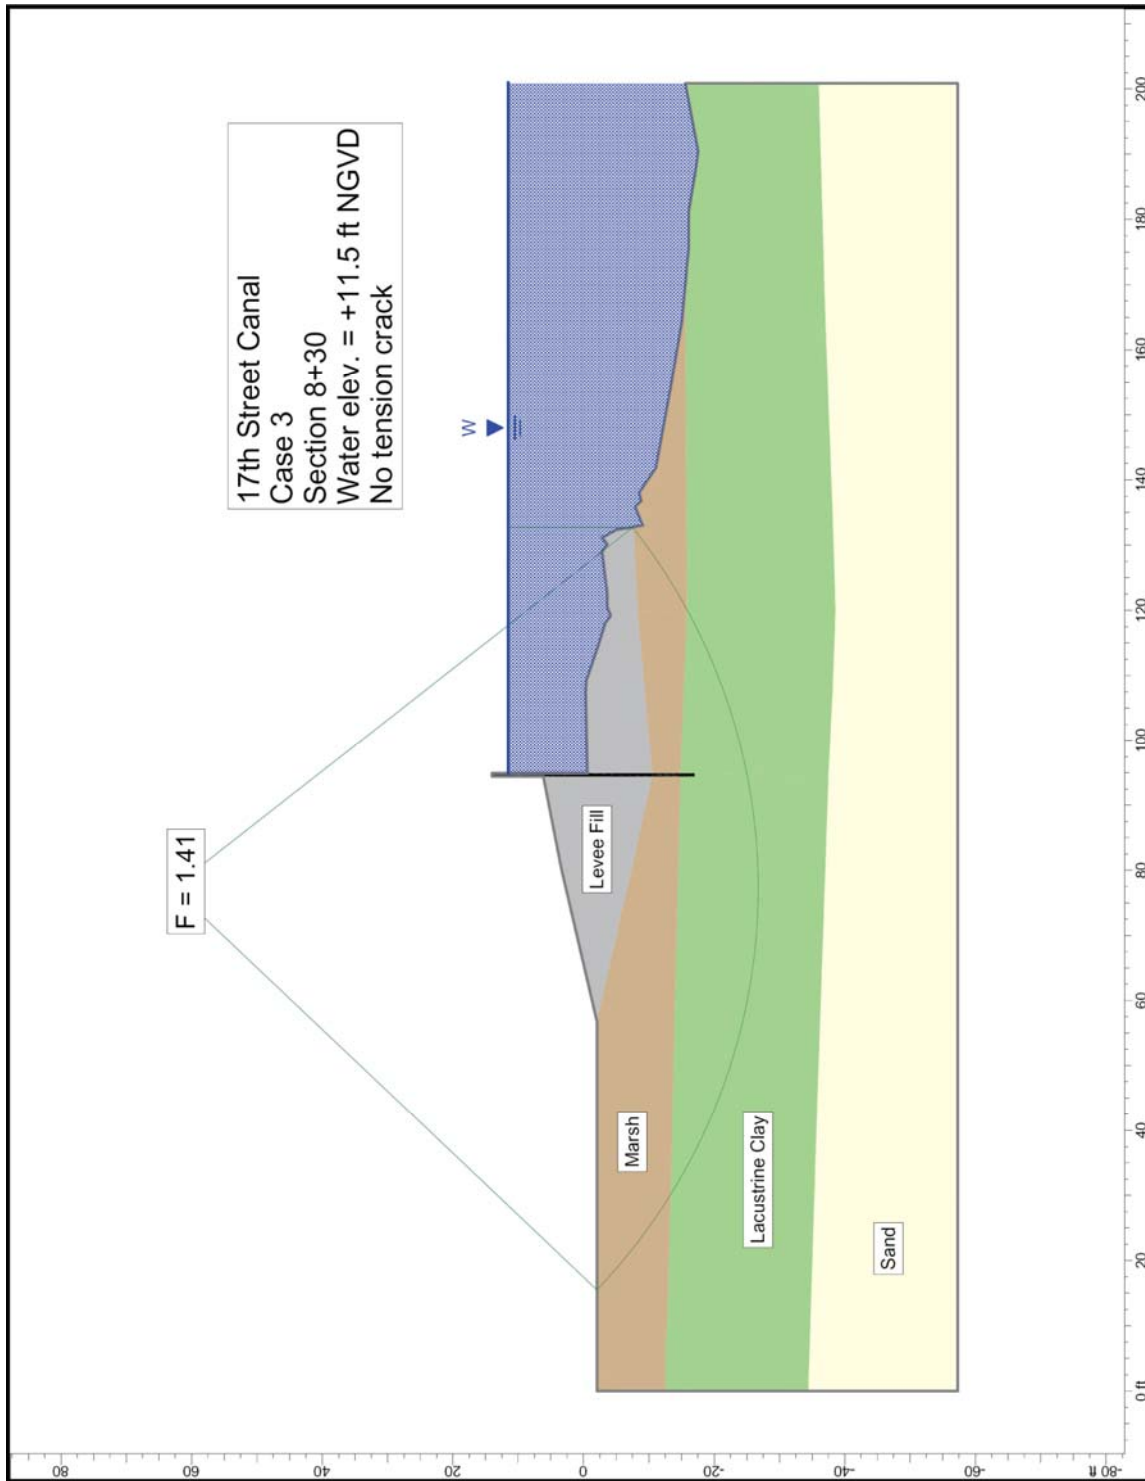 17th Street Canal
Case 3
Section 8+30
Water elev. = +11.5 ft NGVD
No tension crack
F = 1.41
W
Levee Fill
Marsh
Lacustrine Clay
Sand
80
60
40
20
0
-20
-40
-60
-80 ft
0 ft
20
40
60
80
100
120
140
160
180
200